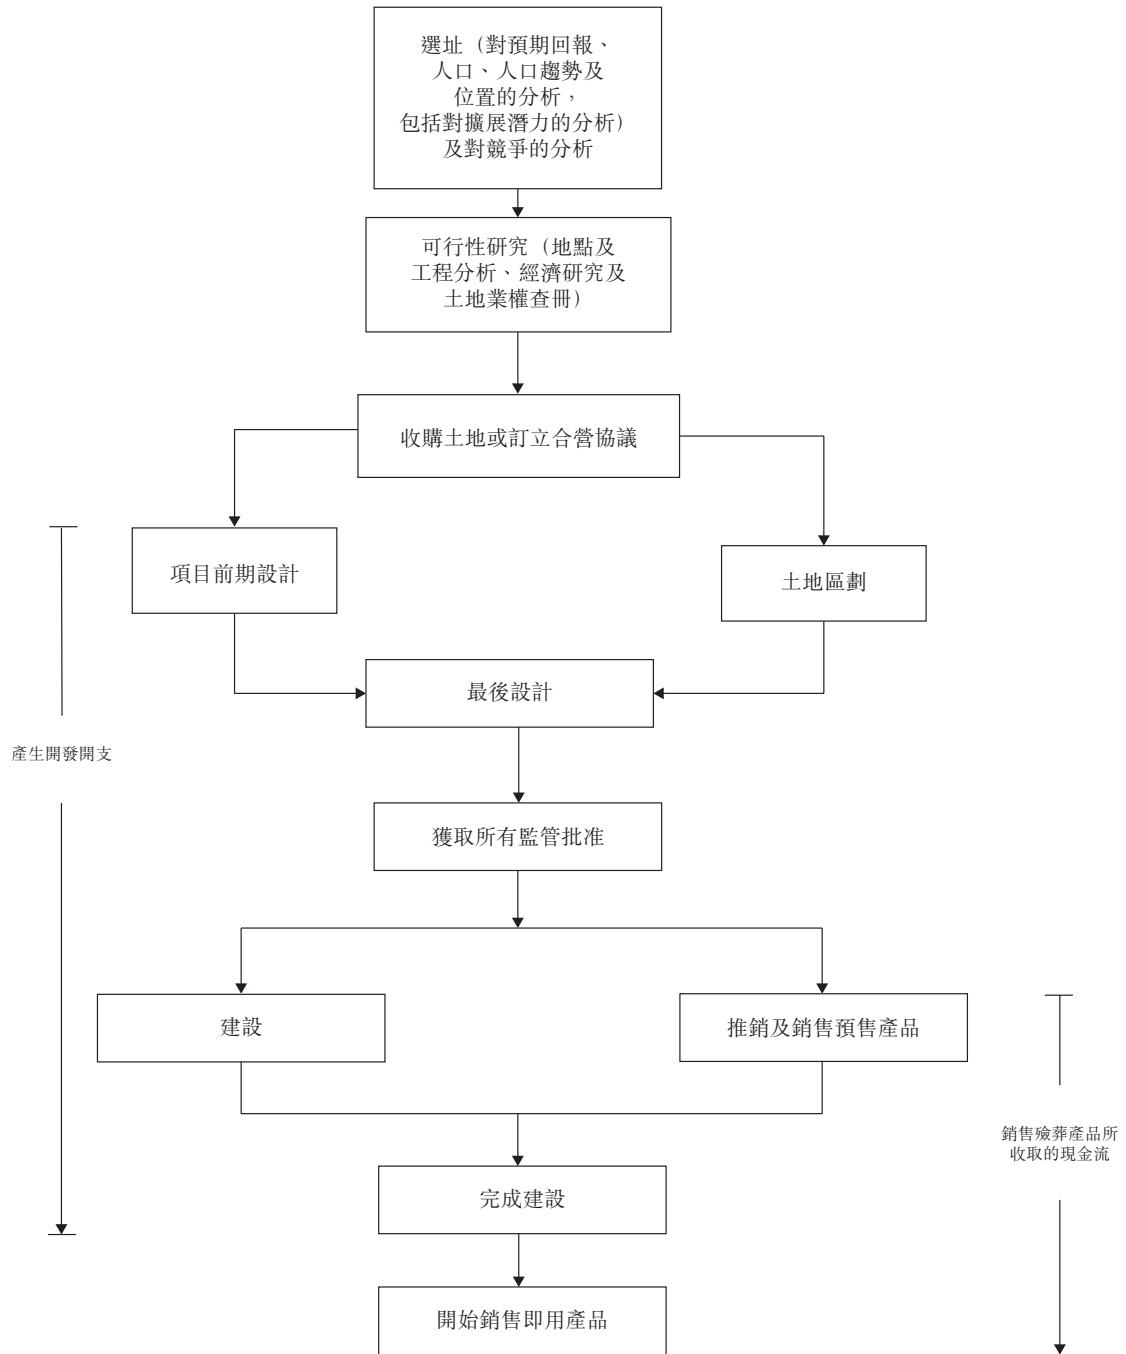 選址（對預期回報、
人口、人口趨勢及
位置的分析，
包括對擴展潛力的分析）
及對競爭的分析
可行性研究（地點及
工程分析、經濟研究及
土地業權查冊）
收購土地或訂立合營協議
項目前期設計
土地區劃
最後設計
產生開發開支
獲取所有監管批准
建設
推銷及銷售預售產品
銷售殮葬產品所
收取的現金流
完成建設
開始銷售即用產品